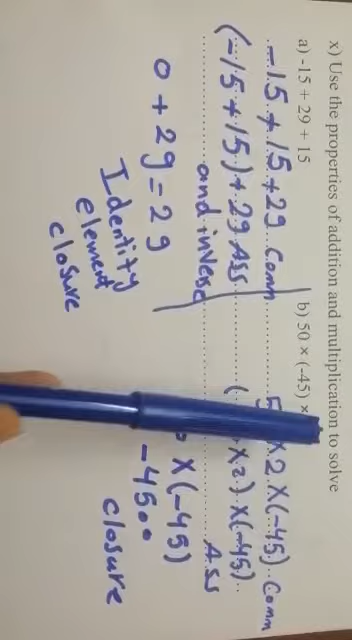 x) Use the properties of addition and multiplication to solve
a) -15 + 29 + 15
-15 + 15 + 29 Comm
(-15 + 15) + 29 Ass
and inverse
0 + 29 = 29
Identity
element
closure
b) 50 × (-45) ×
× 2 × (-45) Comm
( × 2) × (-45)
Ass
× (-45)
-4500
closure